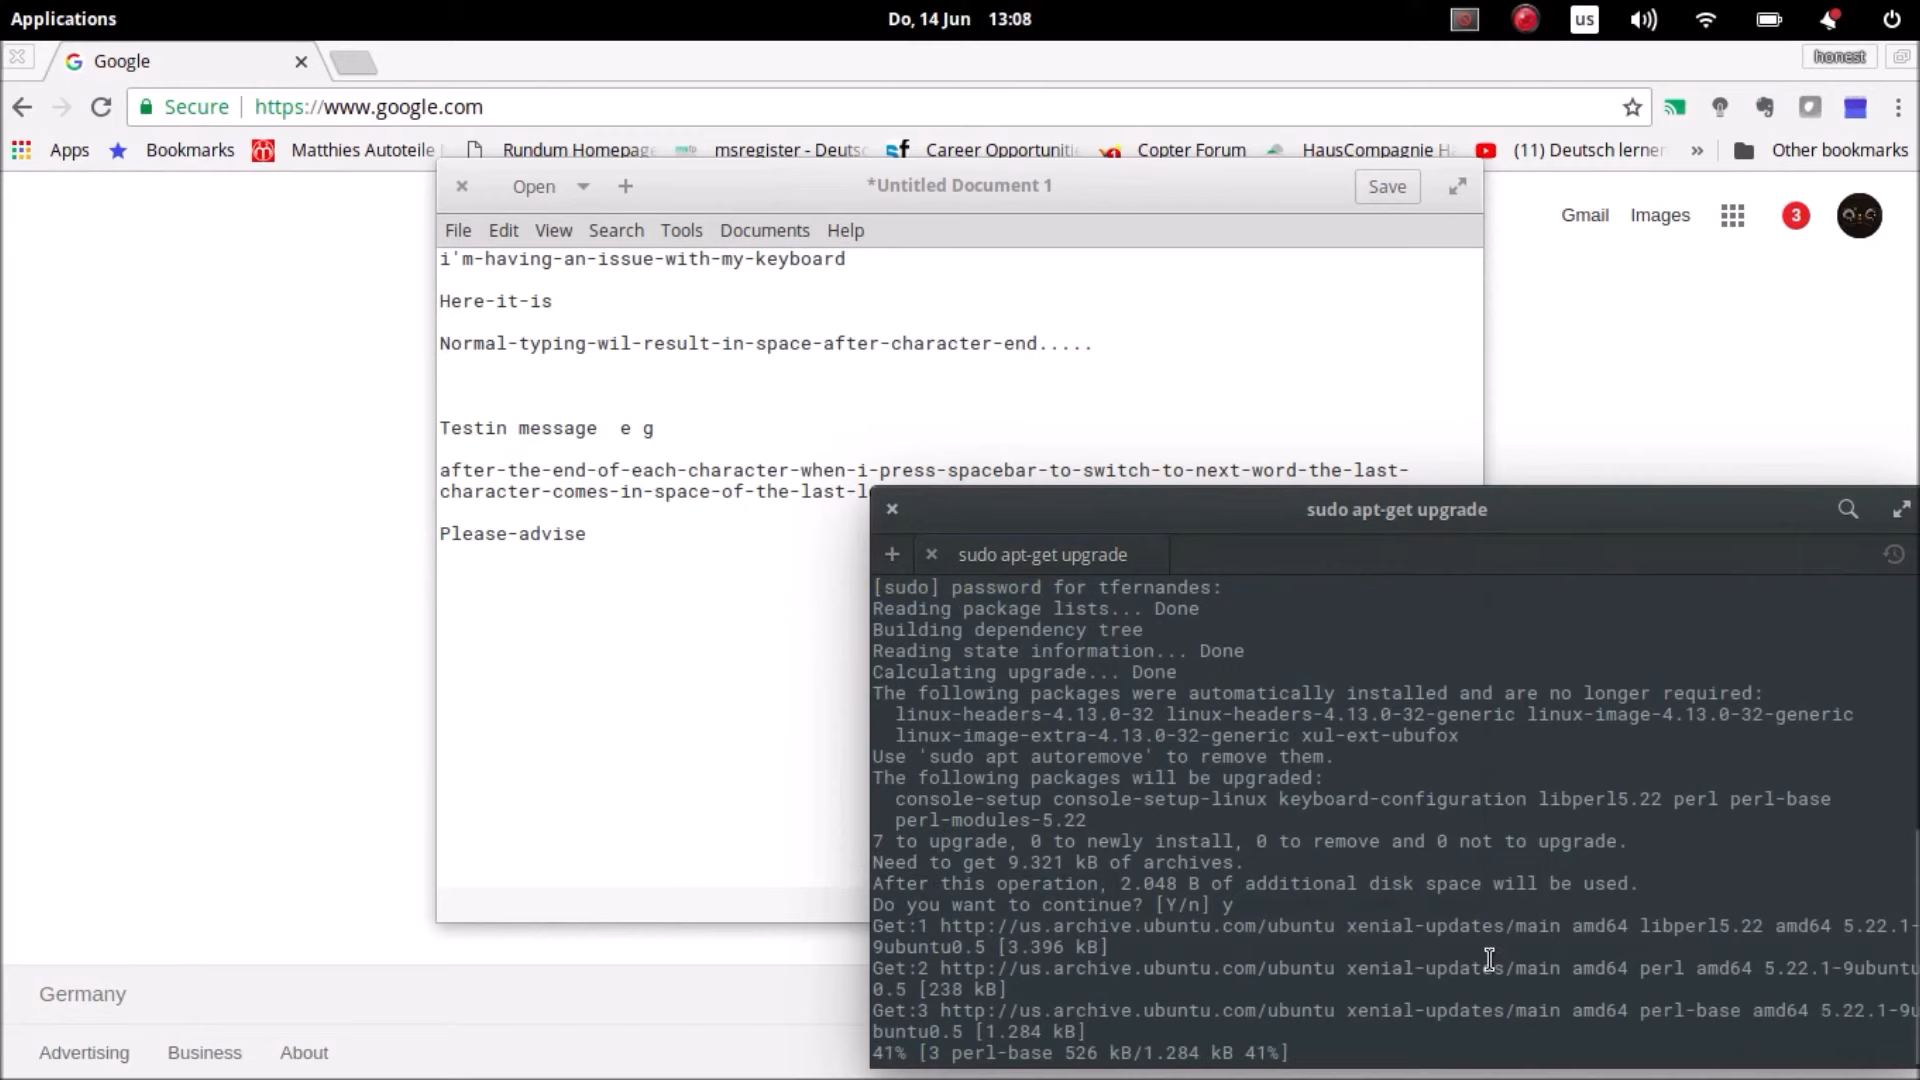 Applications
Do, 14 Jun 13:08
us
Google
honest
Secure https://www.google.com
Apps Bookmarks Matthies Autoteile Rundum Homepage msregister - Deutsc Career Opportuniti Copter Forum HausCompagnie H (11) Deutsch lerner » Other bookmarks
Open *Untitled Document 1 Save
Gmail Images 3
File Edit View Search Tools Documents Help
i'm-having-an-issue-with-my-keyboard
Here-it-is
Normal-typing-wil-result-in-space-after-character-end.....
Testin message  e g
after-the-end-of-each-character-when-i-press-spacebar-to-switch-to-next-word-the-last-
character-comes-in-space-of-the-last-l
Please-advise
sudo apt-get upgrade
sudo apt-get upgrade
[sudo] password for tfernandes:
Reading package lists... Done
Building dependency tree
Reading state information... Done
Calculating upgrade... Done
The following packages were automatically installed and are no longer required:
linux-headers-4.13.0-32 linux-headers-4.13.0-32-generic linux-image-4.13.0-32-generic
linux-image-extra-4.13.0-32-generic xul-ext-ubufox
Use 'sudo apt autoremove' to remove them.
The following packages will be upgraded:
console-setup console-setup-linux keyboard-configuration libperl5.22 perl perl-base
perl-modules-5.22
7 to upgrade, 0 to newly install, 0 to remove and 0 not to upgrade.
Need to get 9.321 kB of archives.
After this operation, 2.048 B of additional disk space will be used.
Do you want to continue? [Y/n] y
Get:1 http://us.archive.ubuntu.com/ubuntu xenial-updates/main amd64 libperl5.22 amd64 5.22.1-
9ubuntu0.5 [3.396 kB]
Get:2 http://us.archive.ubuntu.com/ubuntu xenial-updates/main amd64 perl amd64 5.22.1-9ubuntu
0.5 [238 kB]
Get:3 http://us.archive.ubuntu.com/ubuntu xenial-updates/main amd64 perl-base amd64 5.22.1-9u
buntu0.5 [1.284 kB]
41% [3 perl-base 526 kB/1.284 kB 41%]
Germany
Advertising Business About